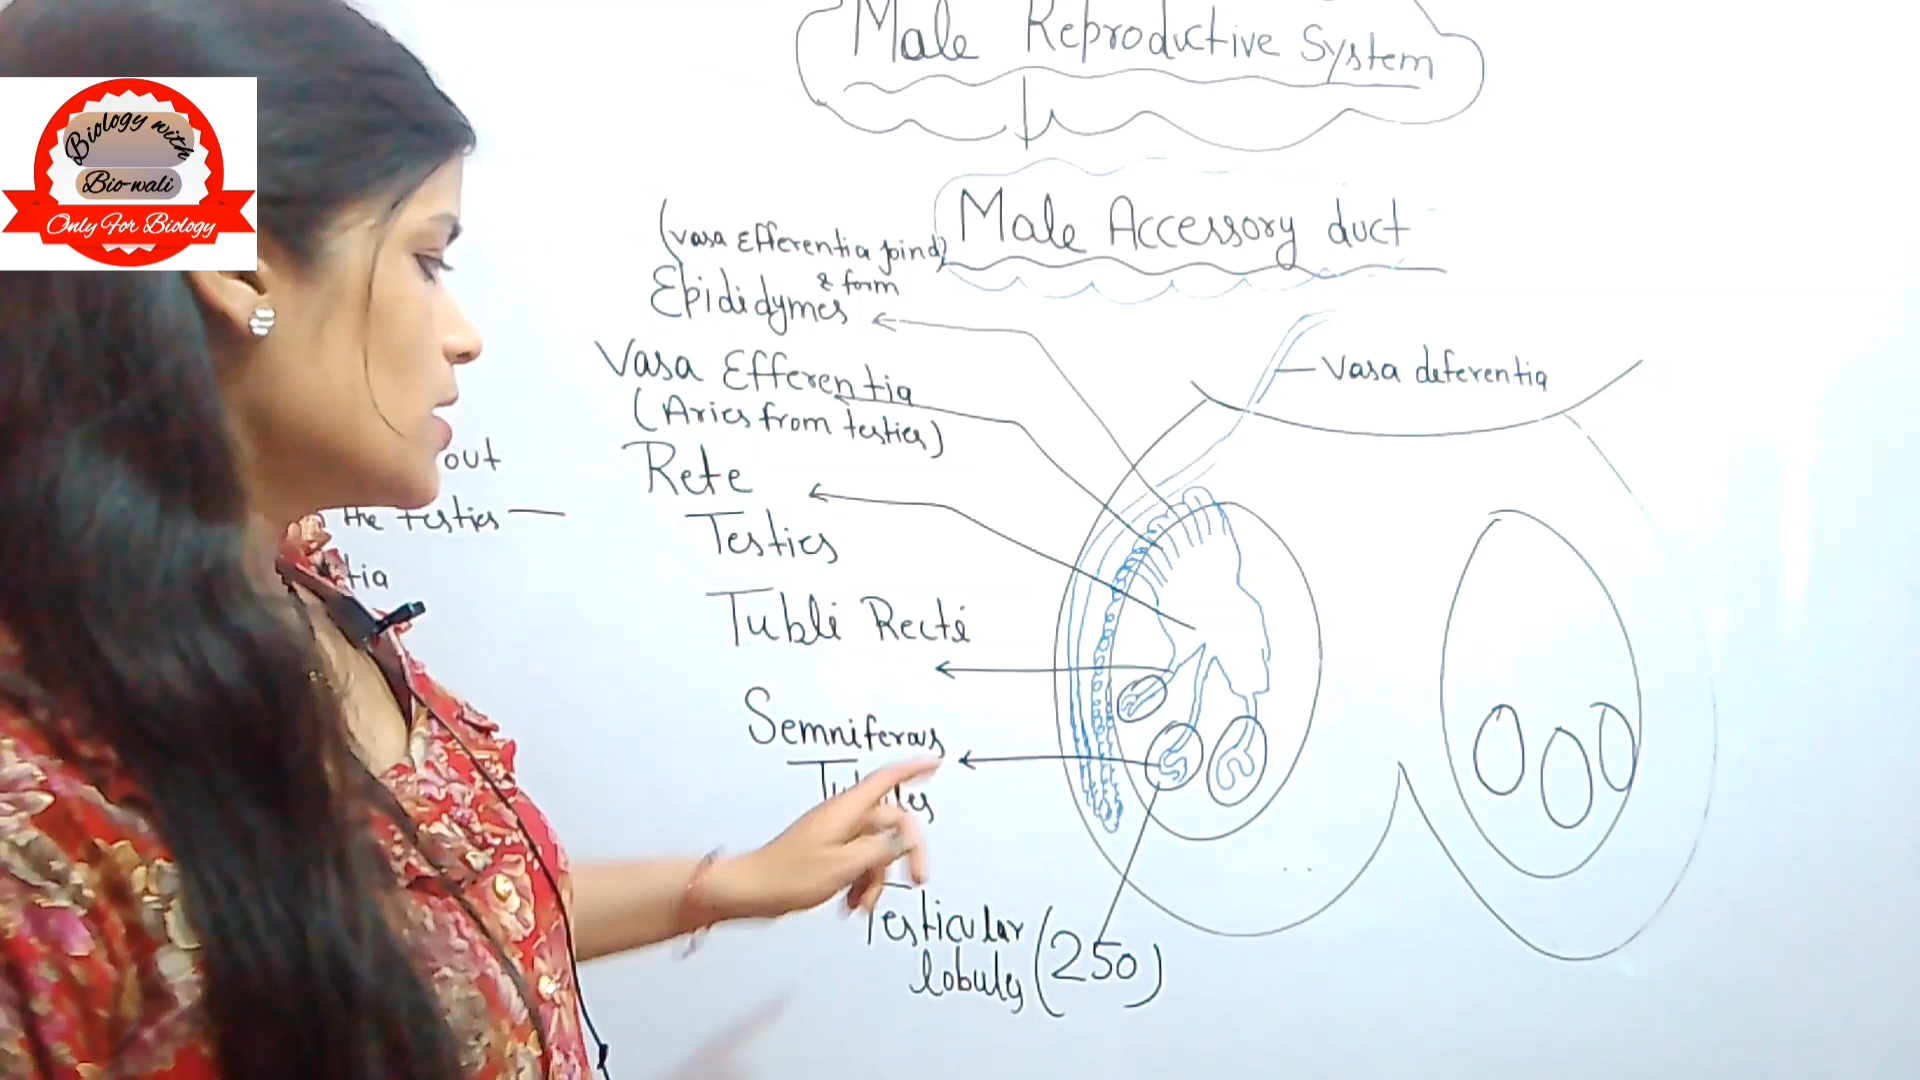 Male Reproductive System
Male Accessory duct
Biology with
Bio-wali
Only For Biology
(vasa Efferentia joind
& form
Epididymes
Vasa Efferentia
(Aries from testies)
Vasa deferentia
Rete
Testies
Tubli Recti
Semniferous
Testicular
lobules (250)
out
the testies —
tia